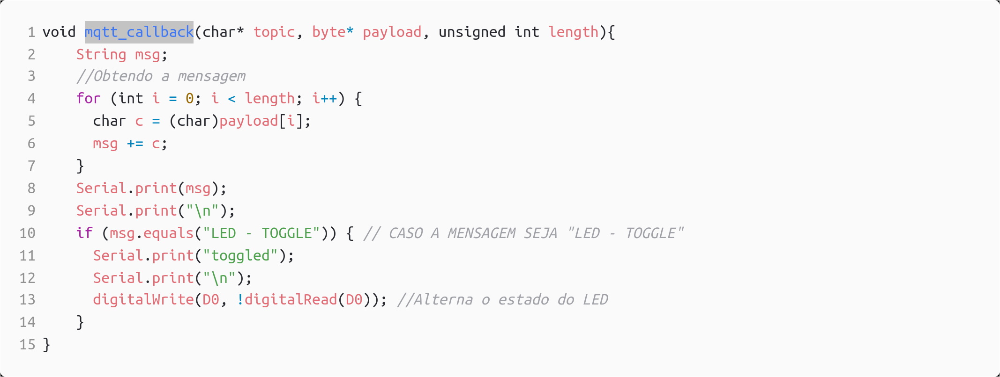 1 void mqtt_callback(char* topic, byte* payload, unsigned int length){
2     String msg;
3     //Obtendo a mensagem
4     for (int i = 0; i < length; i++) {
5       char c = (char)payload[i];
6       msg += c;
7     }
8     Serial.print(msg);
9     Serial.print("\n");
10     if (msg.equals("LED - TOGGLE")) { // CASO A MENSAGEM SEJA "LED - TOGGLE"
11       Serial.print("toggled");
12       Serial.print("\n");
13       digitalWrite(D0, !digitalRead(D0)); //Alterna o estado do LED
14     }
15 }